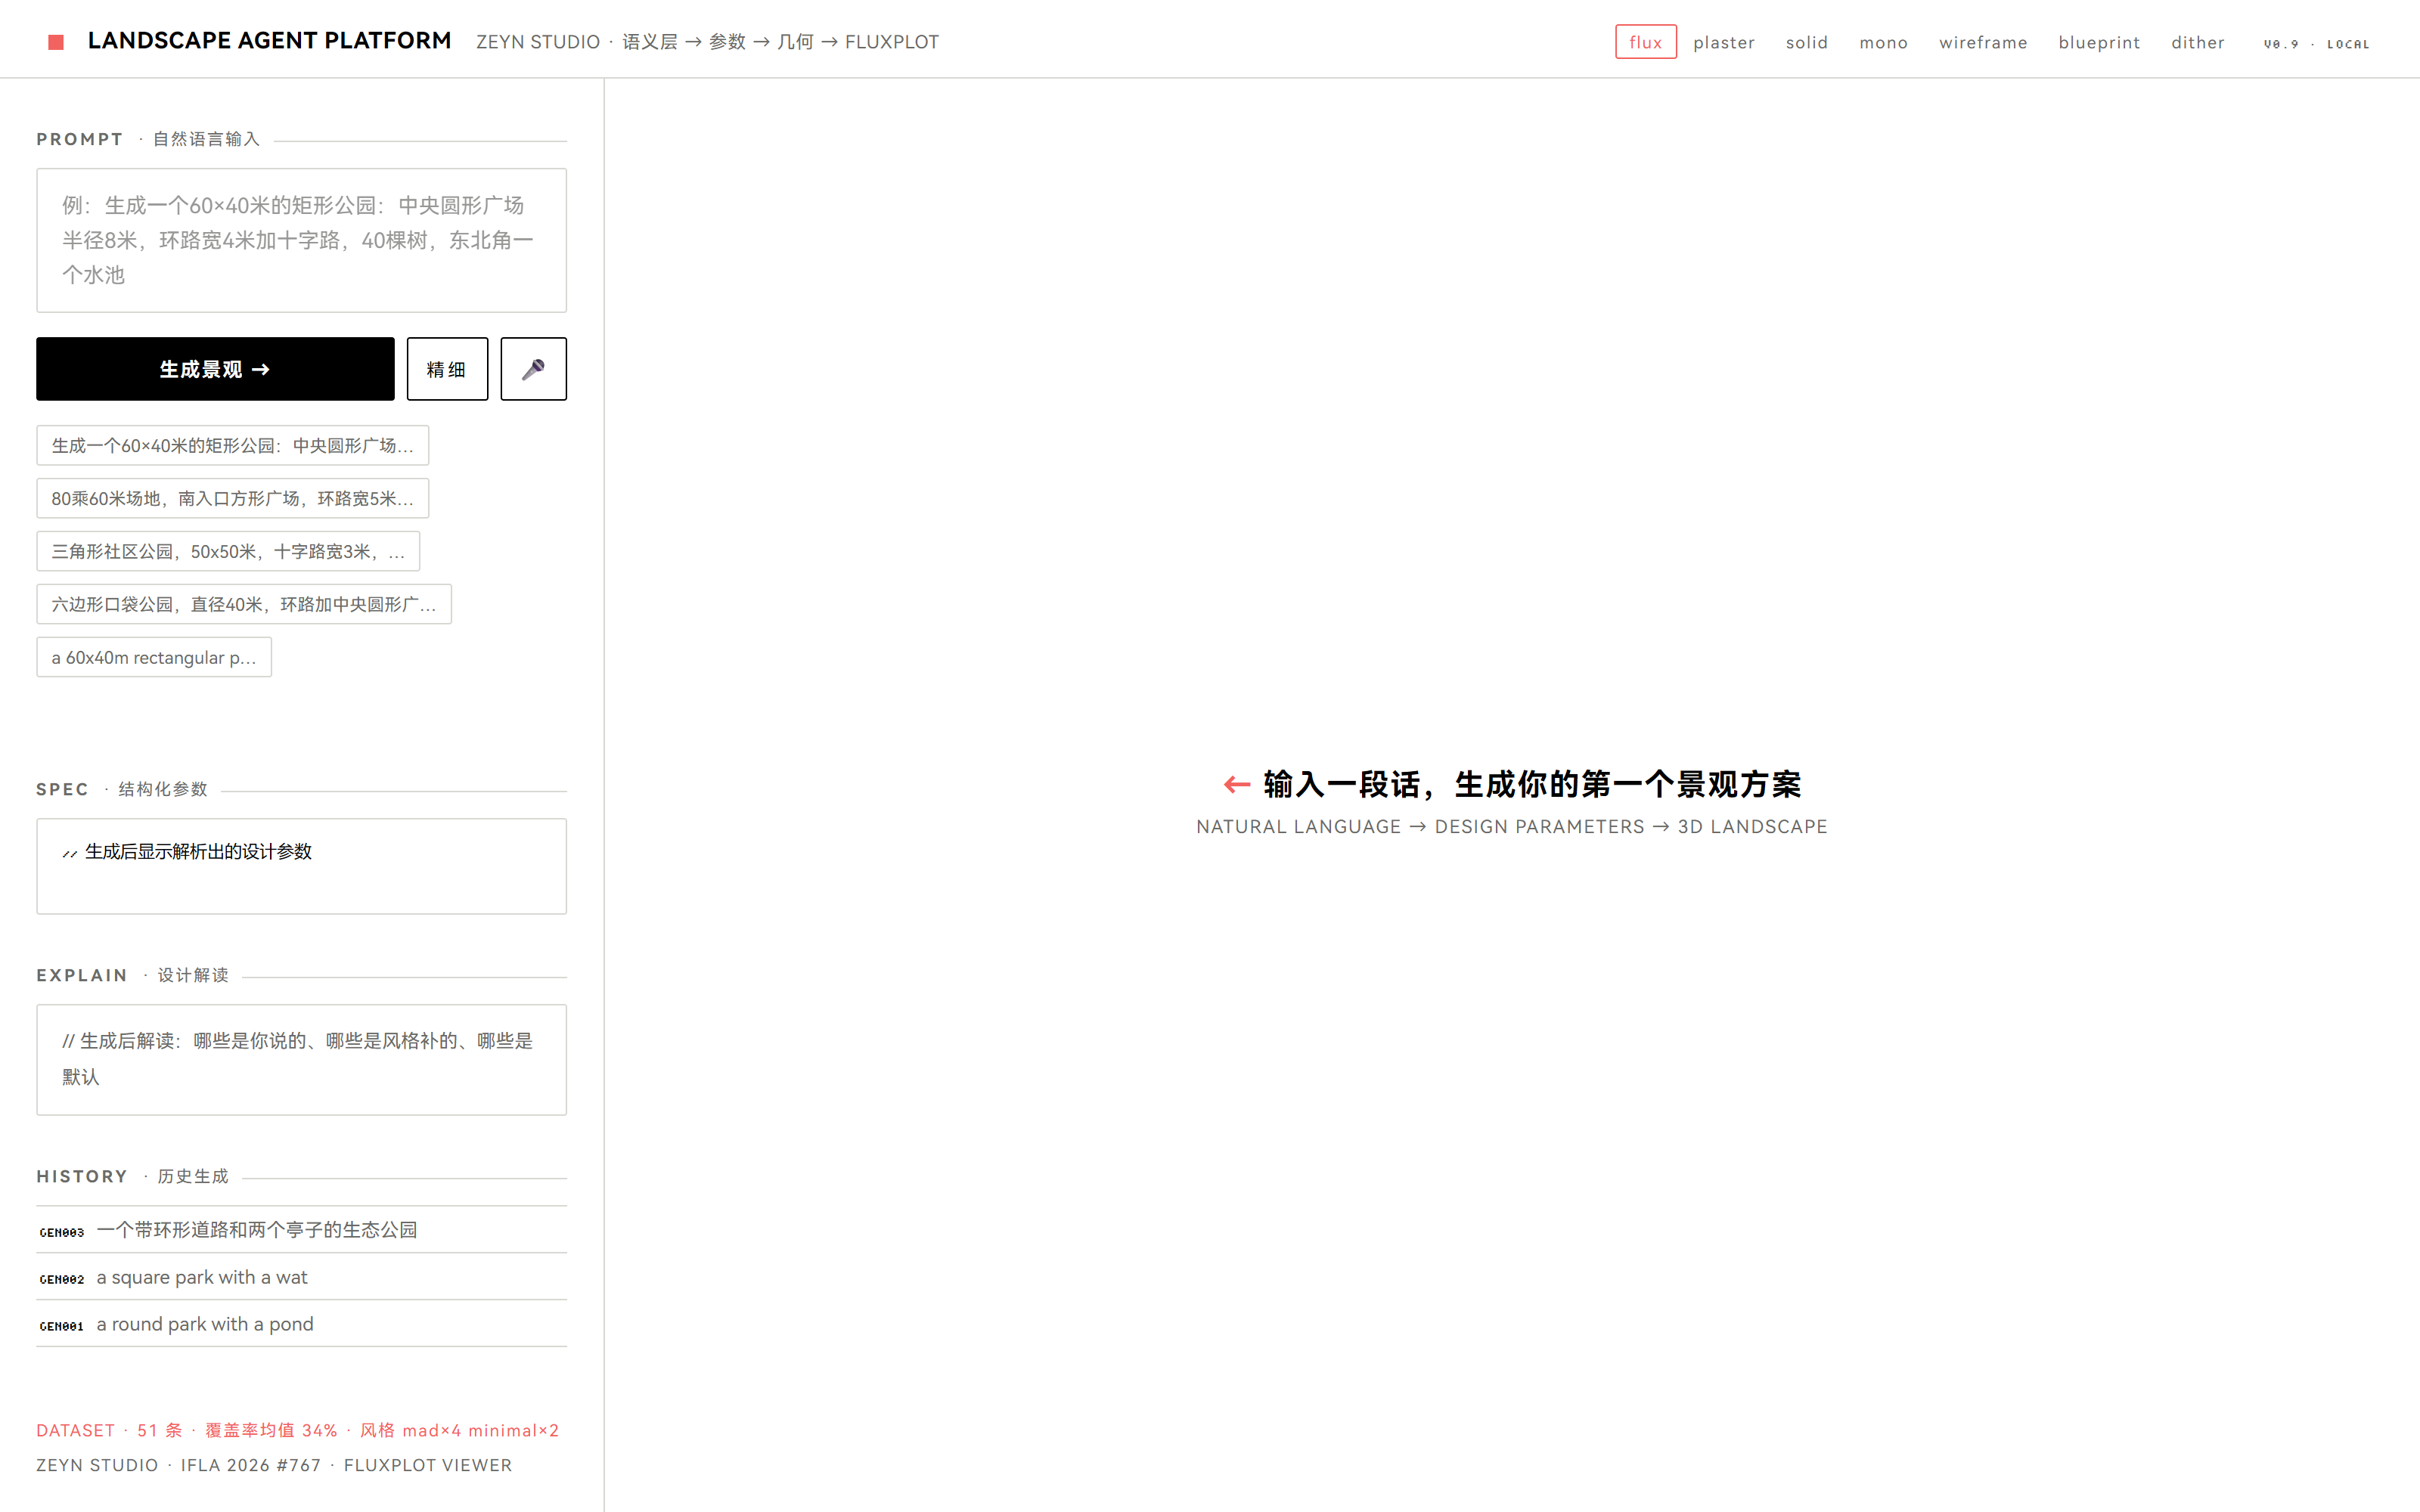 LANDSCAPE AGENT PLATFORM ZEYN STUDIO · 语义层 → 参数 → 几何 → FLUXPLOT
flux plaster solid mono wireframe blueprint dither V0.9 · LOCAL
PROMPT · 自然语言输入
例：生成一个60×40米的矩形公园：中央圆形广场
半径8米，环路宽4米加十字路，40棵树，东北角一
个水池
生成景观 →
精细
生成一个60×40米的矩形公园：中央圆形广场…
80乘60米场地，南入口方形广场，环路宽5米…
三角形社区公园，50x50米，十字路宽3米，…
六边形口袋公园，直径40米，环路加中央圆形广…
a 60x40m rectangular p…
SPEC · 结构化参数
// 生成后显示解析出的设计参数
EXPLAIN · 设计解读
// 生成后解读：哪些是你说的、哪些是风格补的、哪些是
默认
HISTORY · 历史生成
GEN003 一个带环形道路和两个亭子的生态公园
GEN002 a square park with a wat
GEN001 a round park with a pond
DATASET · 51 条 · 覆盖率均值 34% · 风格 mad×4 minimal×2
ZEYN STUDIO · IFLA 2026 #767 · FLUXPLOT VIEWER
← 输入一段话，生成你的第一个景观方案
NATURAL LANGUAGE → DESIGN PARAMETERS → 3D LANDSCAPE